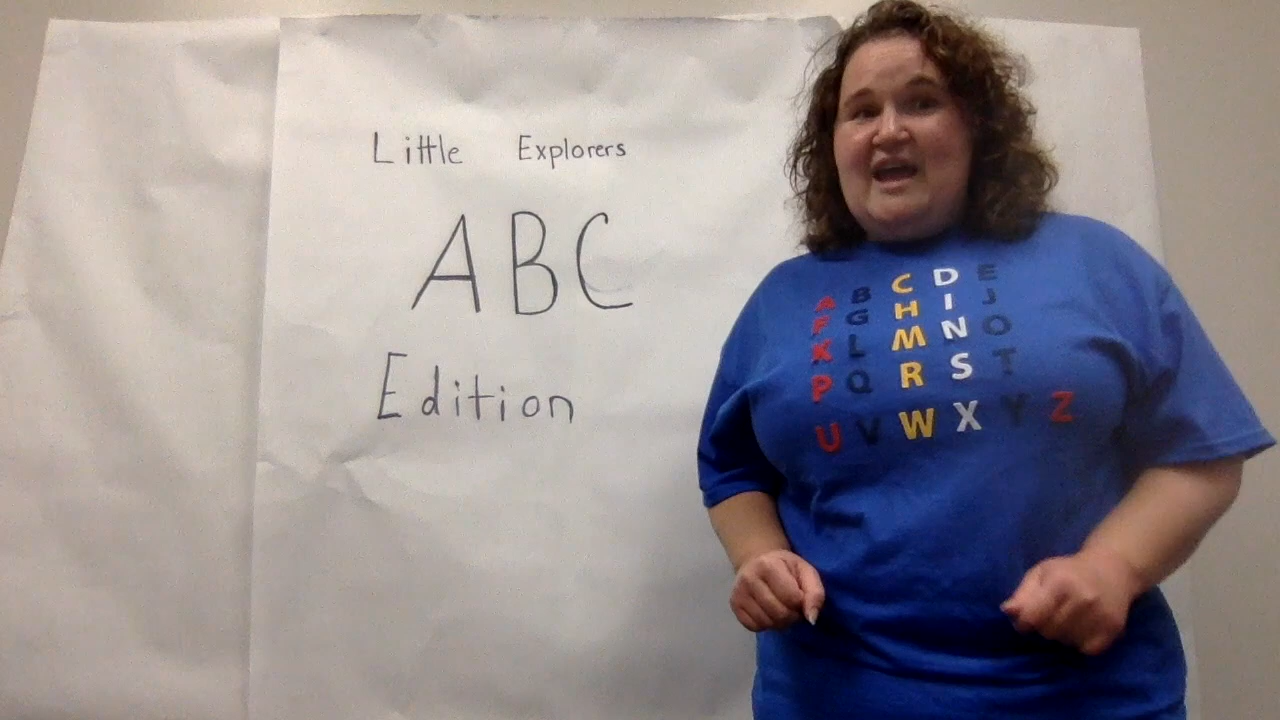 Little Explorers
ABC
Edition
A B C D E
F G H I J
K L M N O
P Q R S T
U V W X Y Z